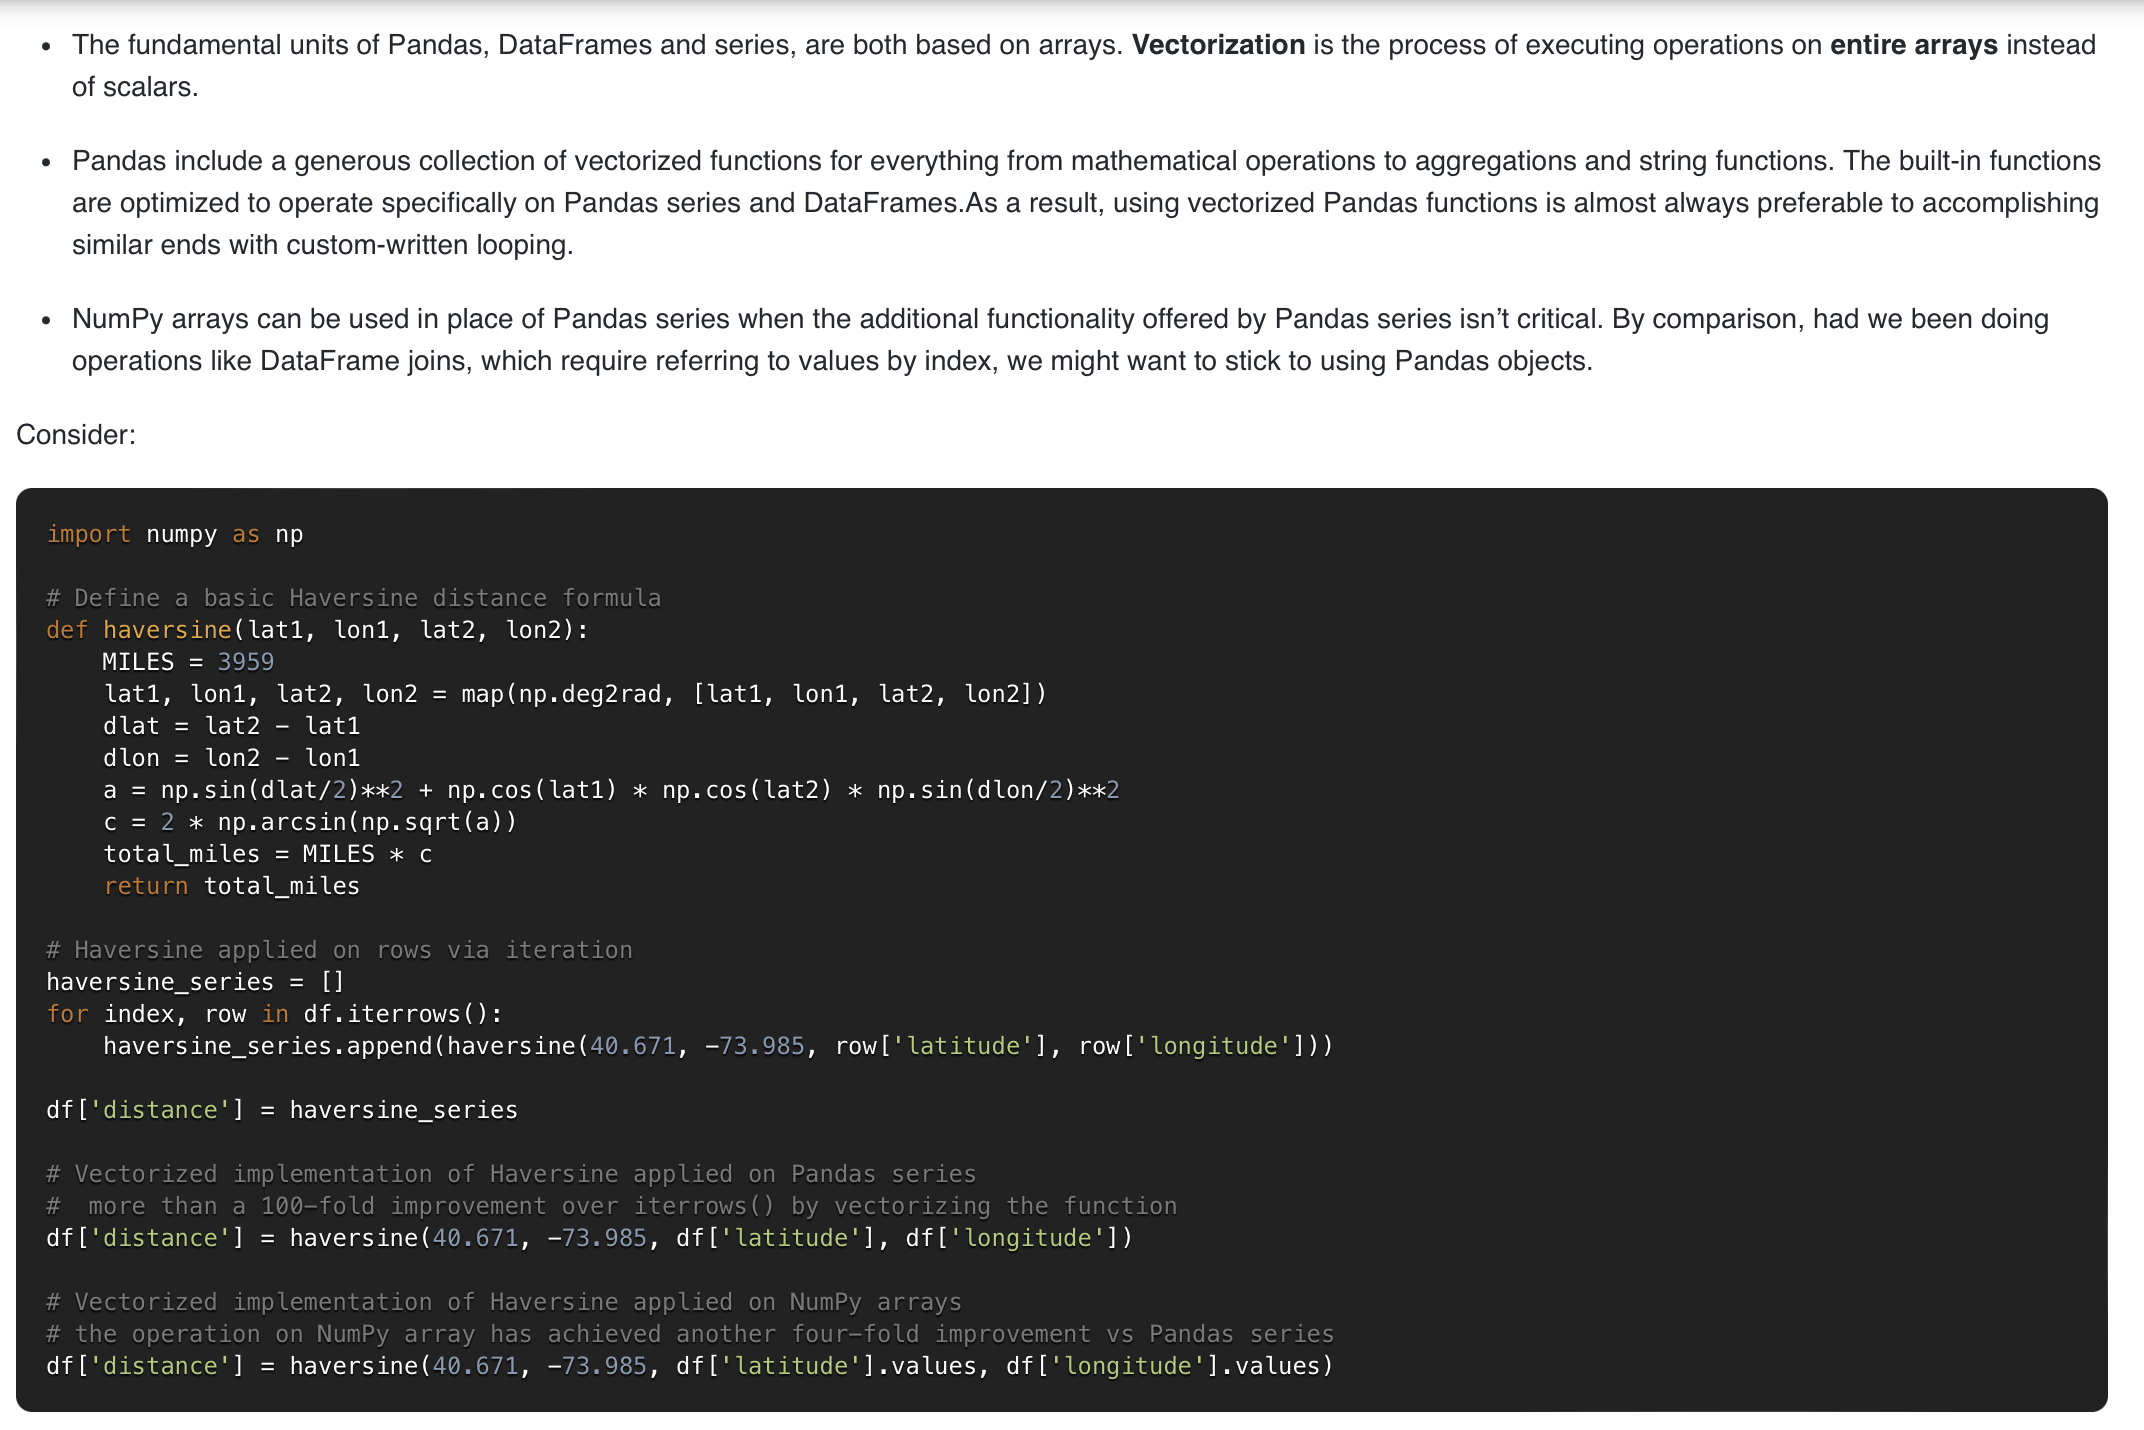 • The fundamental units of Pandas, DataFrames and series, are both based on arrays. Vectorization is the process of executing operations on entire arrays instead
of scalars.
• Pandas include a generous collection of vectorized functions for everything from mathematical operations to aggregations and string functions. The built-in functions
are optimized to operate specifically on Pandas series and DataFrames.As a result, using vectorized Pandas functions is almost always preferable to accomplishing
similar ends with custom-written looping.
• NumPy arrays can be used in place of Pandas series when the additional functionality offered by Pandas series isn’t critical. By comparison, had we been doing
operations like DataFrame joins, which require referring to values by index, we might want to stick to using Pandas objects.
Consider:
import numpy as np
# Define a basic Haversine distance formula
def haversine(lat1, lon1, lat2, lon2):
    MILES = 3959
    lat1, lon1, lat2, lon2 = map(np.deg2rad, [lat1, lon1, lat2, lon2])
    dlat = lat2 - lat1
    dlon = lon2 - lon1
    a = np.sin(dlat/2)**2 + np.cos(lat1) * np.cos(lat2) * np.sin(dlon/2)**2
    c = 2 * np.arcsin(np.sqrt(a))
    total_miles = MILES * c
    return total_miles
# Haversine applied on rows via iteration
haversine_series = []
for index, row in df.iterrows():
    haversine_series.append(haversine(40.671, -73.985, row['latitude'], row['longitude']))
df['distance'] = haversine_series
# Vectorized implementation of Haversine applied on Pandas series
#  more than a 100-fold improvement over iterrows() by vectorizing the function
df['distance'] = haversine(40.671, -73.985, df['latitude'], df['longitude'])
# Vectorized implementation of Haversine applied on NumPy arrays
# the operation on NumPy array has achieved another four-fold improvement vs Pandas series
df['distance'] = haversine(40.671, -73.985, df['latitude'].values, df['longitude'].values)